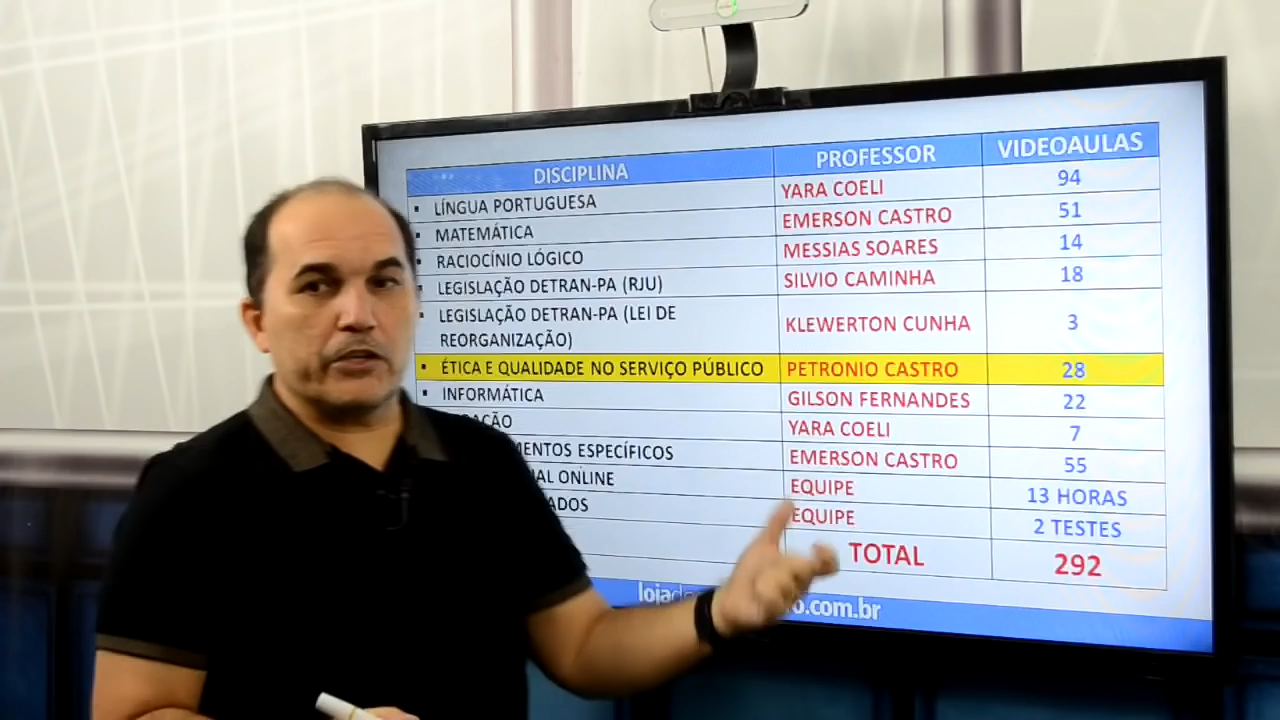 DISCIPLINA PROFESSOR VIDEOAULAS
▪ LÍNGUA PORTUGUESA YARA COELI 94
▪ MATEMÁTICA EMERSON CASTRO 51
▪ RACIOCÍNIO LÓGICO MESSIAS SOARES 14
▪ LEGISLAÇÃO DETRAN-PA (RJU) SILVIO CAMINHA 18
▪ LEGISLAÇÃO DETRAN-PA (LEI DE
REORGANIZAÇÃO) KLEWERTON CUNHA 3
▪ ÉTICA E QUALIDADE NO SERVIÇO PÚBLICO PETRONIO CASTRO 28
▪ INFORMÁTICA GILSON FERNANDES 22
YARA COELI 7
ESPECÍFICOS EMERSON CASTRO 55
ONLINE EQUIPE 13 HORAS
EQUIPE 2 TESTES
TOTAL 292
.com.br